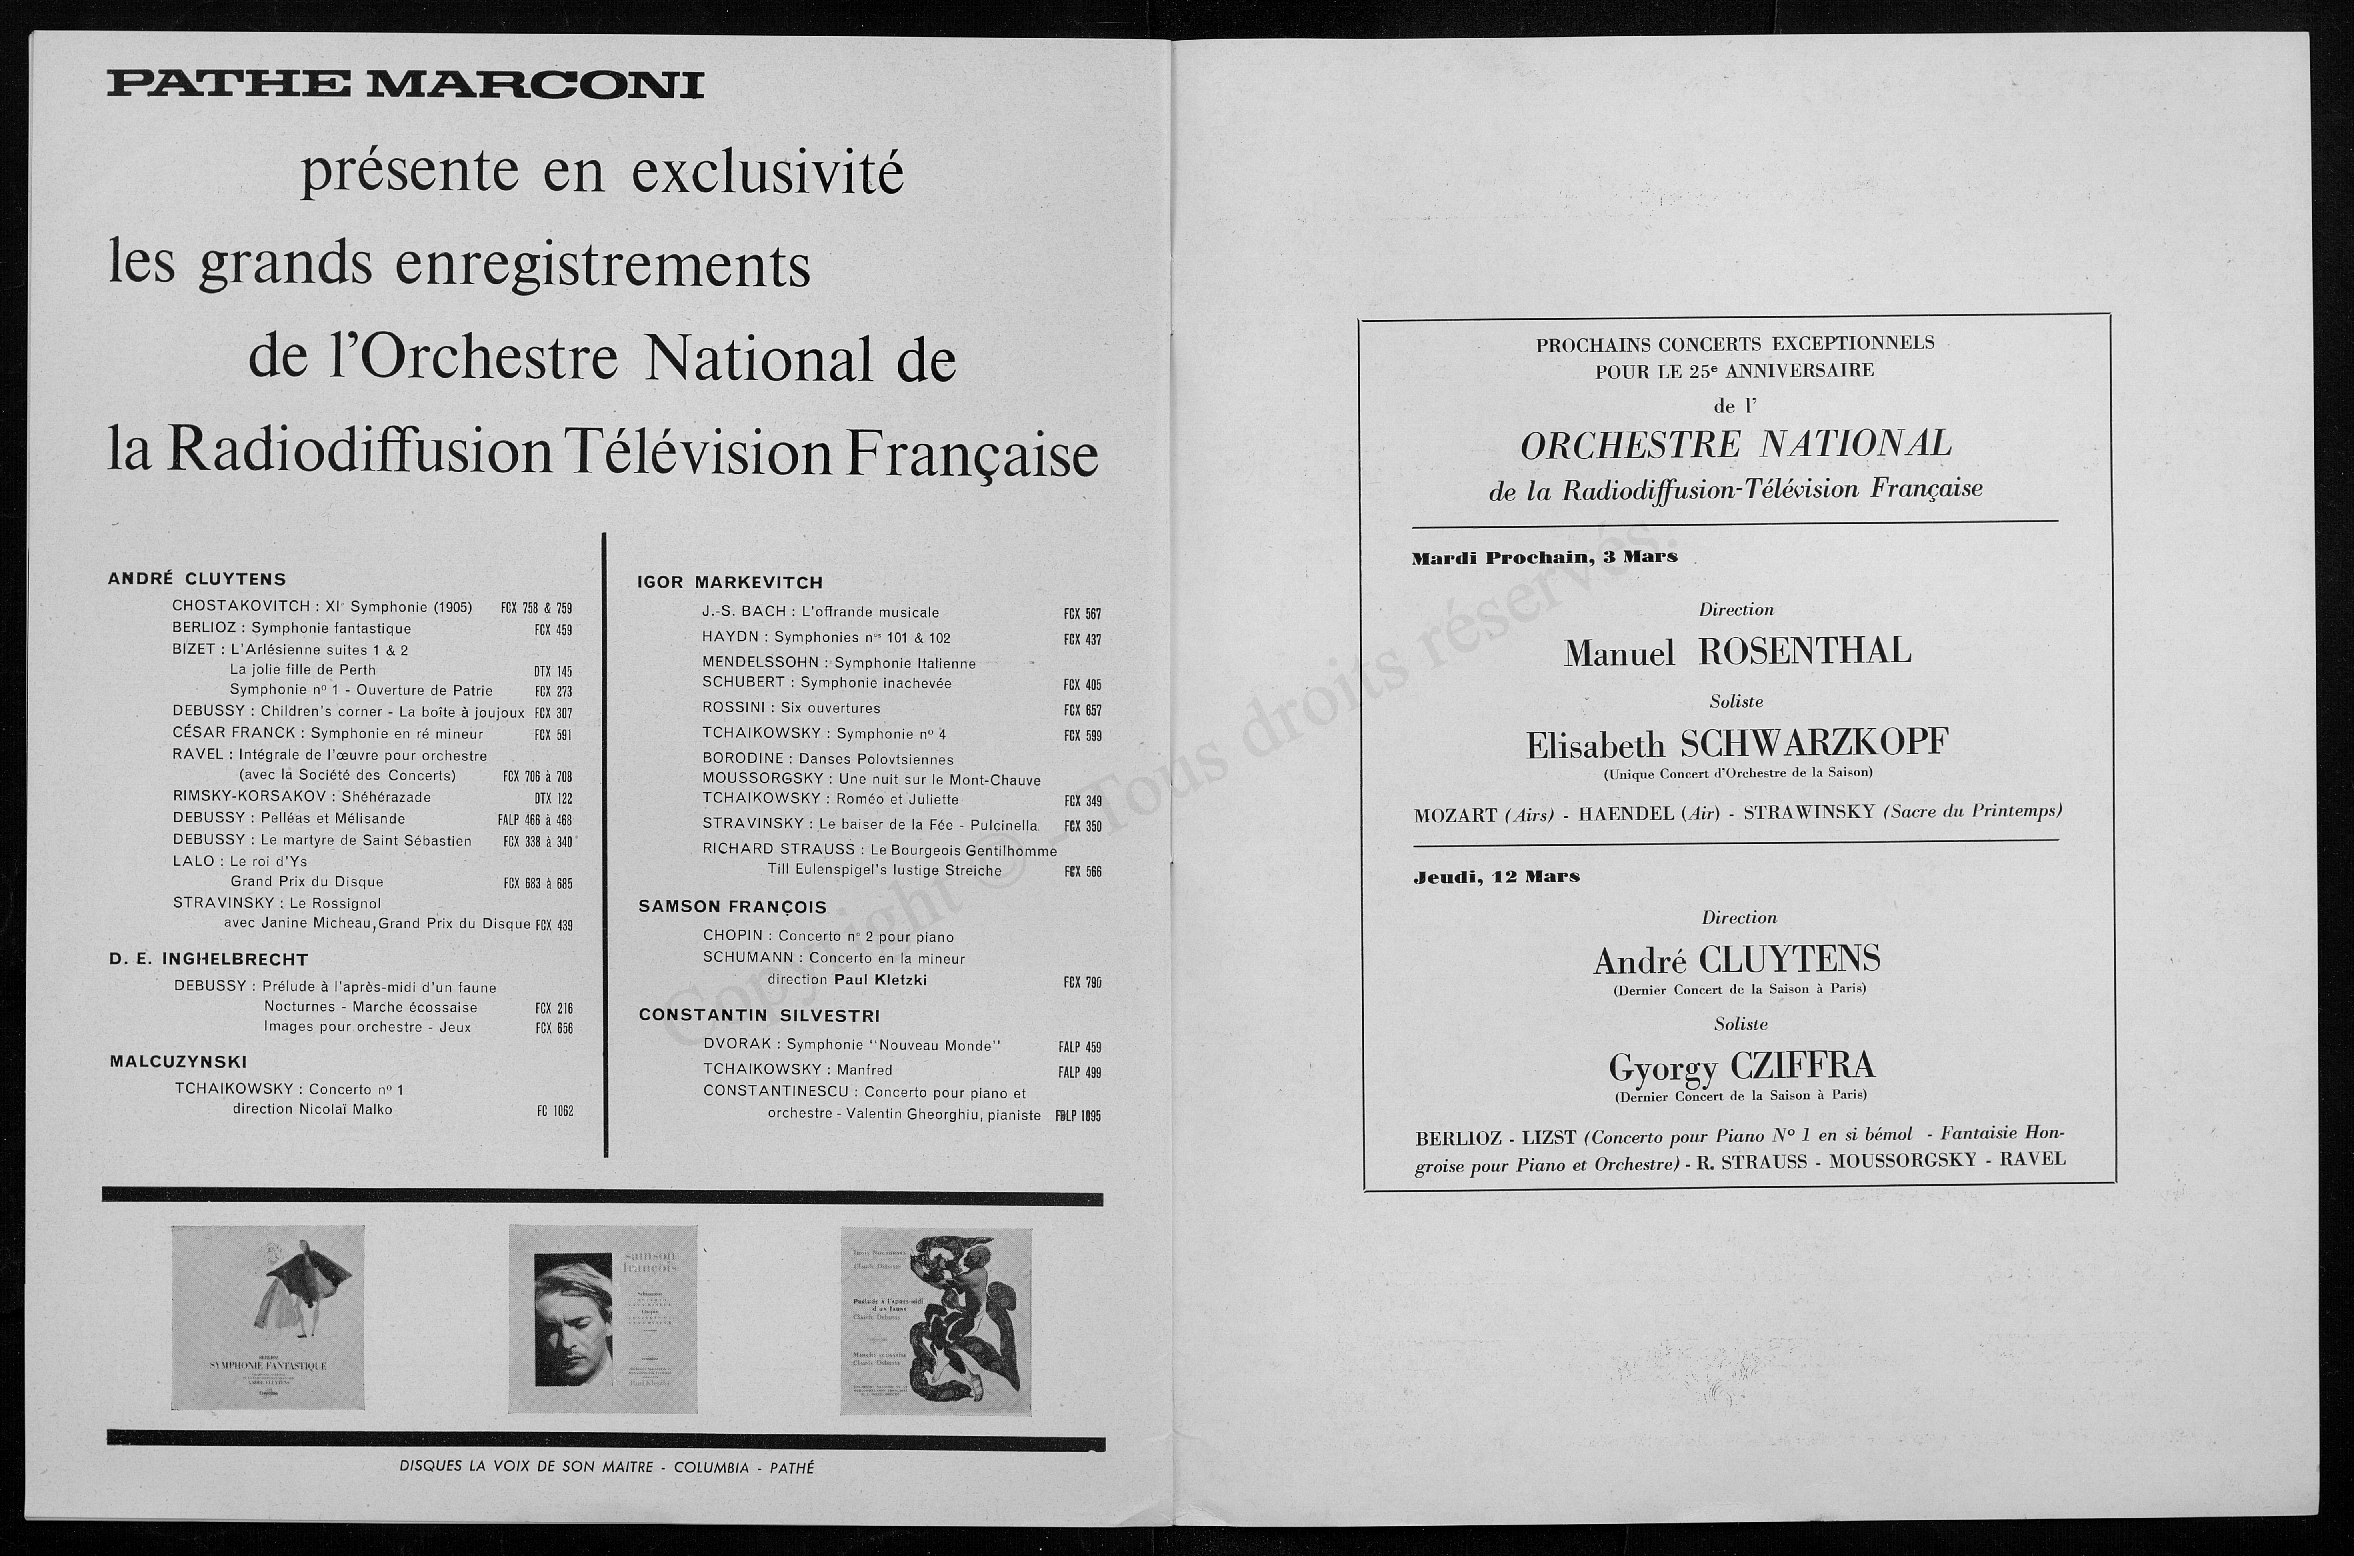 PATHE MARCONI
présente en exclusivité
les grands enregistrements
de l'Orchestre National de
la Radiodiffusion Télévision Française
ANDRÉ CLUYTENS
CHOSTAKOVITCH : XIe Symphonie (1905) FCX 758 & 759
BERLIOZ : Symphonie fantastique FCX 459
BIZET : L'Arlésienne suites 1 & 2
La jolie fille de Perth DTX 145
Symphonie nº 1 - Ouverture de Patrie FCX 273
DEBUSSY : Children's corner - La boîte à joujoux FCX 307
CÉSAR FRANCK : Symphonie en ré mineur FCX 591
RAVEL : Intégrale de l'œuvre pour orchestre
(avec la Société des Concerts) FCX 706 à 708
RIMSKY-KORSAKOV : Shéhérazade DTX 122
DEBUSSY : Pelléas et Mélisande FALP 466 à 468
DEBUSSY : Le martyre de Saint Sébastien FCX 338 à 340
LALO : Le roi d'Ys
Grand Prix du Disque FCX 683 à 685
STRAVINSKY : Le Rossignol
avec Janine Micheau, Grand Prix du Disque FCX 439
D. E. INGHELBRECHT
DEBUSSY : Prélude à l'après-midi d'un faune
Nocturnes - Marche écossaise FCX 216
Images pour orchestre - Jeux FCX 656
MALCUZYNSKI
TCHAIKOWSKY : Concerto nº 1
direction Nicolaï Malko FC 1062
IGOR MARKEVITCH
J.-S. BACH : L'offrande musicale FCX 567
HAYDN : Symphonies nos 101 & 102 FCX 437
MENDELSSOHN : Symphonie Italienne
SCHUBERT : Symphonie inachevée FCX 405
ROSSINI : Six ouvertures FCX 657
TCHAIKOWSKY : Symphonie nº 4 FCX 599
BORODINE : Danses Polovtsiennes
MOUSSORGSKY : Une nuit sur le Mont-Chauve
TCHAIKOWSKY : Roméo et Juliette FCX 349
STRAVINSKY : Le baiser de la Fée - Pulcinella FCX 350
RICHARD STRAUSS : Le Bourgeois Gentilhomme
Till Eulenspigel's lustige Streiche FCX 566
SAMSON FRANÇOIS
CHOPIN : Concerto nº 2 pour piano
SCHUMANN : Concerto en la mineur
direction Paul Kletzki FCX 790
CONSTANTIN SILVESTRI
DVORAK : Symphonie "Nouveau Monde" FALP 459
TCHAIKOWSKY : Manfred FALP 499
CONSTANTINESCU : Concerto pour piano et
orchestre - Valentin Gheorghiu, pianiste FBLP 1095
SYMPHONIE FANTASTIQUE
samson
françois
Prélude à l'après-midi
d'un faune
Claude Debussy
DISQUES LA VOIX DE SON MAITRE - COLUMBIA - PATHÉ
PROCHAINS CONCERTS EXCEPTIONNELS
POUR LE 25e ANNIVERSAIRE
de l'
ORCHESTRE NATIONAL
de la Radiodiffusion-Télévision Française
Mardi Prochain, 3 Mars
Direction
Manuel ROSENTHAL
Soliste
Elisabeth SCHWARZKOPF
(Unique Concert d'Orchestre de la Saison)
MOZART (Airs) - HAENDEL (Air) - STRAWINSKY (Sacre du Printemps)
Jeudi, 12 Mars
Direction
André CLUYTENS
(Dernier Concert de la Saison à Paris)
Soliste
Gyorgy CZIFFRA
(Dernier Concert de la Saison à Paris)
BERLIOZ - LIZST (Concerto pour Piano Nº 1 en si bémol - Fantaisie Hon-
groise pour Piano et Orchestre) - R. STRAUSS - MOUSSORGSKY - RAVEL
Copyright © - Tous droits réservés.